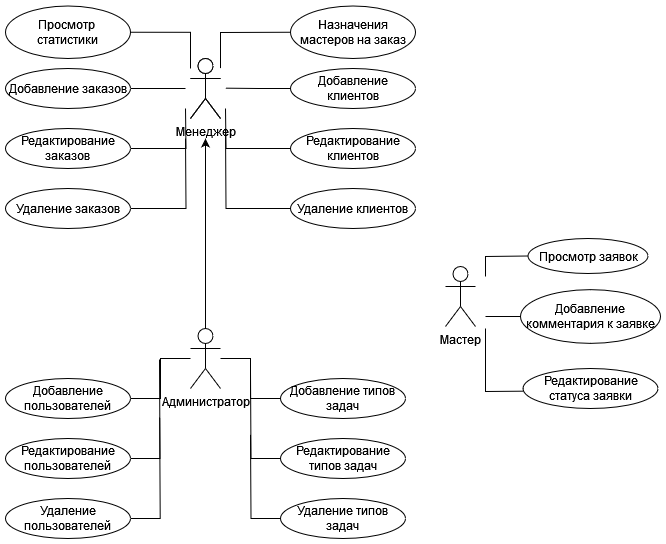 Просмотр
статистики
Назначения
мастеров на заказ
Добавление заказов
Добавление
клиентов
Менеджер
Редактирование
заказов
Редактирование
клиентов
Удаление заказов
Удаление клиентов
Просмотр заявок
Добавление
комментария к заявке
Мастер
Редактирование
статуса заявки
Добавление
пользователей
Администратор
Добавление типов
задач
Редактирование
пользователей
Редактирование
типов задач
Удаление
пользователей
Удаление типов
задач